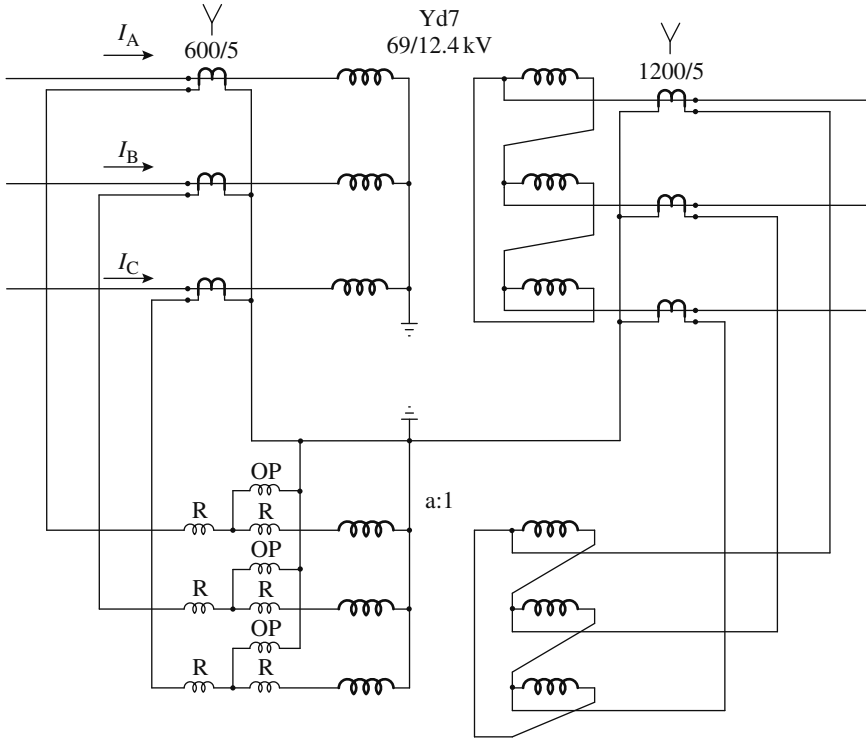 Yd7
69/12.4 kV
I_A
600/5
1200/5
I_B
I_C
OP
a:1
R
R
OP
R
R
OP
R
R